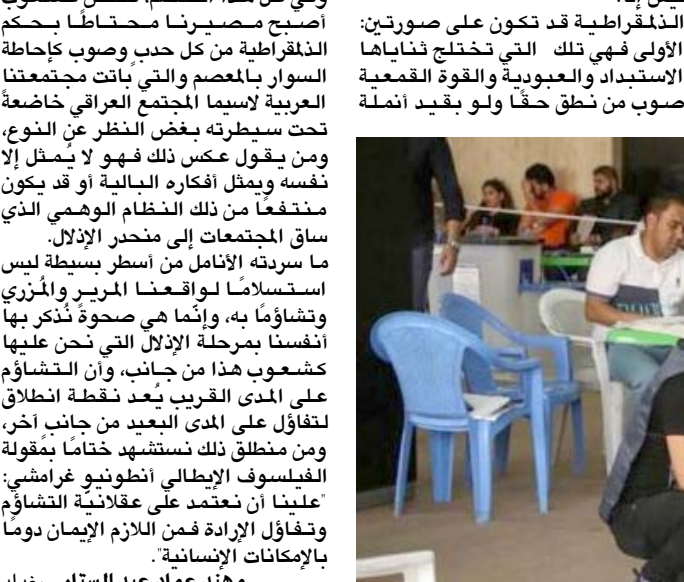 الذلقراطية قد تكون على صورتين:
الأولى فهي تلك التي تختلج ثناياها
الاستبداد والعبودية والقوة القمعية
صوب من نطق حقًا ولو بقيد أنملة
أصبح مصيرنا محتاطًا بحكم
الذلقراطية من كل حدبٍ وصوب كإحاطة
السوار بالمعصم والتي باتت مجتمعتنا
العربية لاسيما المجتمع العراقي خاضعةً
تحت سيطرته بغض النظر عن النوع،
ومن يقول عكس ذلك فهو لا يُمثل إلا
نفسه ويمثل أفكاره البالية أو قد يكون
منتفعًا من ذلك النظام الوهمي الذي
ساق المجتمعات إلى منحدر الإذلال.
ما سردته الأنامل من أسطر بسيطة ليس
استسلامًا لواقعنا المرير والمُزري
وتشاؤمًا به، وإنّما هي صحوةً نُذكر بها
أنفسنا بمرحلة الإذلال التي نحن عليها
كشعوب هذا من جانب، وأن التشاؤم
على المدى القريب يُعد نقطة انطلاق
لتفاؤل على المدى البعيد من جانبٍ آخر،
ومن منطلق ذلك نستشهد ختامًا بمقولة
الفيلسوف الإيطالي أنطونيو غرامشي:
"علينا أن نعتمد على عقلانيّة التشاؤم
وتفاؤل الإرادة فمن اللازم الإيمان دومًا
بالإمكانات الإنسانية".